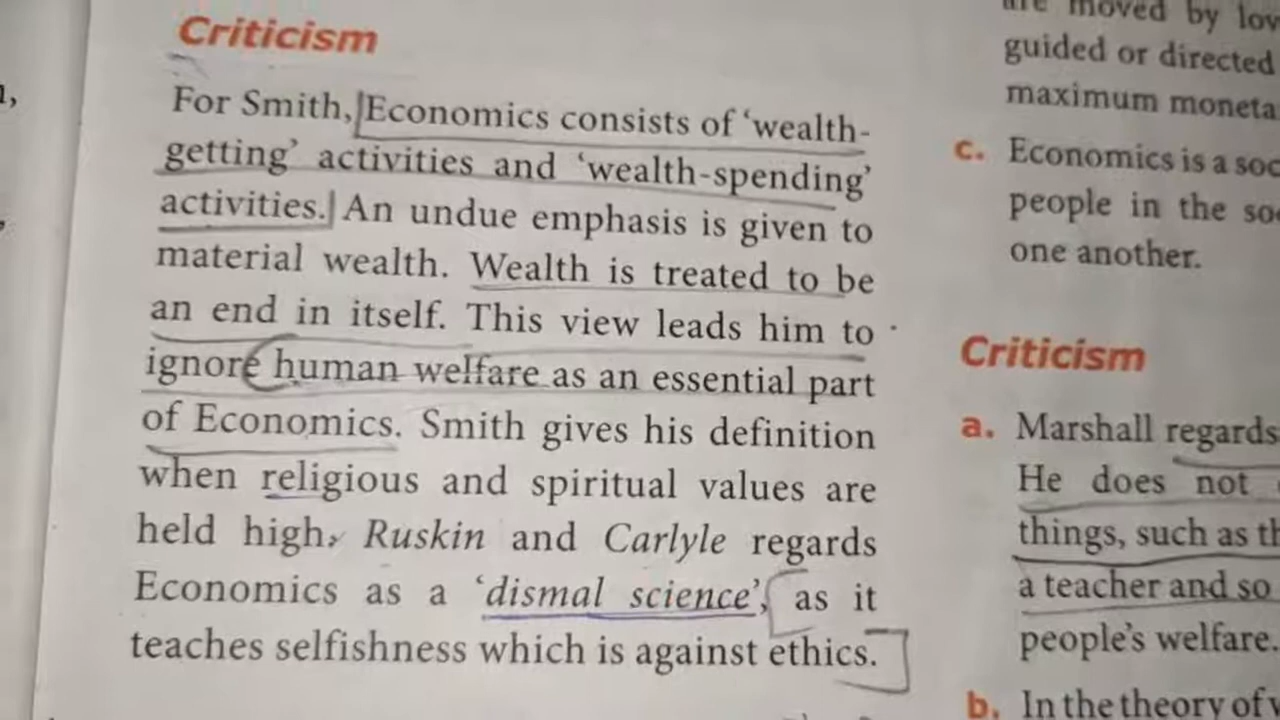 Criticism
For Smith, Economics consists of ‘wealth-
getting’ activities and ‘wealth-spending’
activities. An undue emphasis is given to
material wealth. Wealth is treated to be
an end in itself. This view leads him to
ignore human welfare as an essential part
of Economics. Smith gives his definition
when religious and spiritual values are
held high. Ruskin and Carlyle regards
Economics as a ‘dismal science’, as it
teaches selfishness which is against ethics.
are moved by
guided or directed
maximum
c. Economics is a
people in the
one another.
Criticism
a. Marshall regards
He does not
things, such as
a teacher and so
people’s welfare.
b. In the theory of